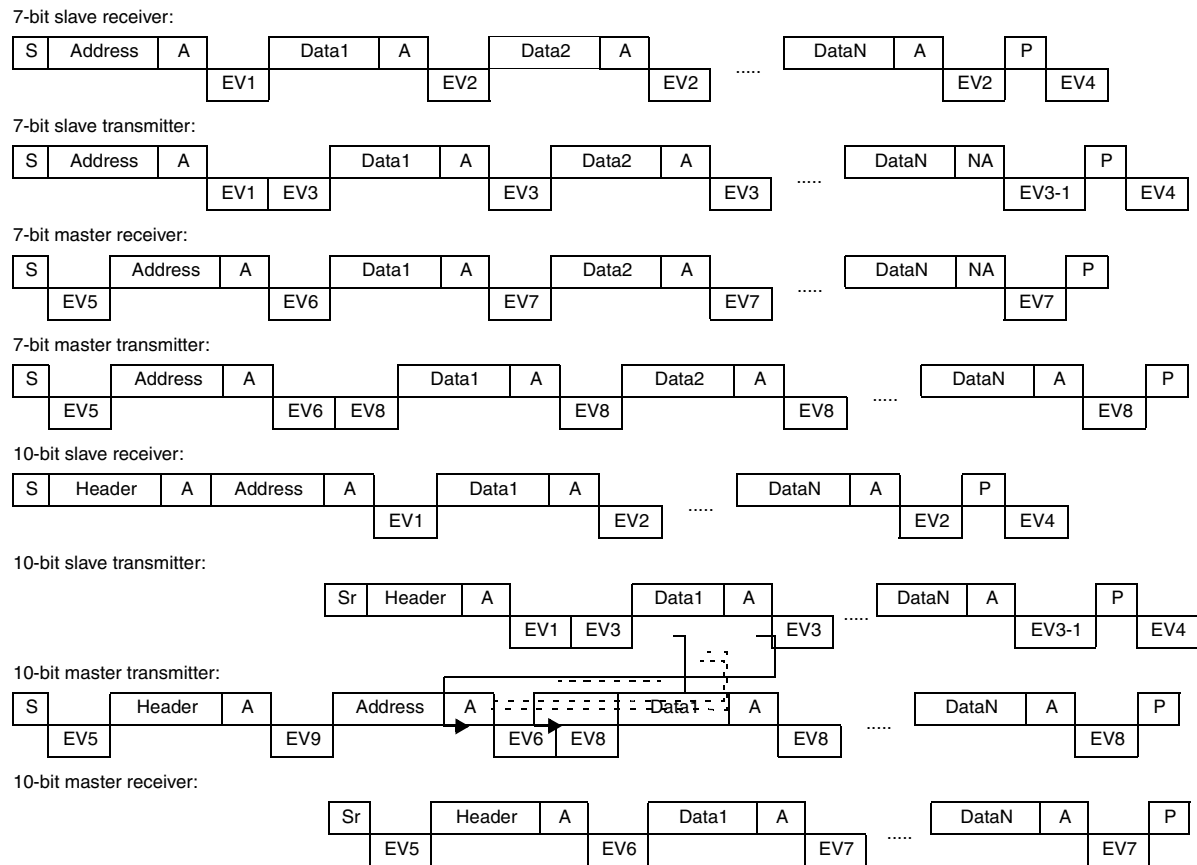 7-bit slave receiver:
S Address A Data1 A Data2 A ..... DataN A P
EV1 EV2 EV2 EV2 EV4
7-bit slave transmitter:
S Address A Data1 A Data2 A ..... DataN NA P
EV1 EV3 EV3 EV3 EV3-1 EV4
7-bit master receiver:
S Address A Data1 A Data2 A ..... DataN NA P
EV5 EV6 EV7 EV7 EV7
7-bit master transmitter:
S Address A Data1 A Data2 A ..... DataN A P
EV5 EV6 EV8 EV8 EV8 EV8
10-bit slave receiver:
S Header A Address A Data1 A ..... DataN A P
EV1 EV2 EV2 EV4
10-bit slave transmitter:
Sr Header A Data1 A ..... DataN A P
EV1 EV3 EV3 EV3-1 EV4
10-bit master transmitter:
S Header A Address A Data1 A ..... DataN A P
EV5 EV9 EV6 EV8 EV8 EV8
10-bit master receiver:
Sr Header A Data1 A ..... DataN A P
EV5 EV6 EV7 EV7